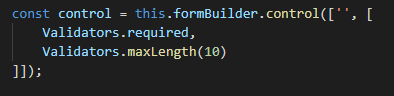 const control = this.formBuilder.control(['', [
Validators.required,
Validators.maxLength(10)
]]);